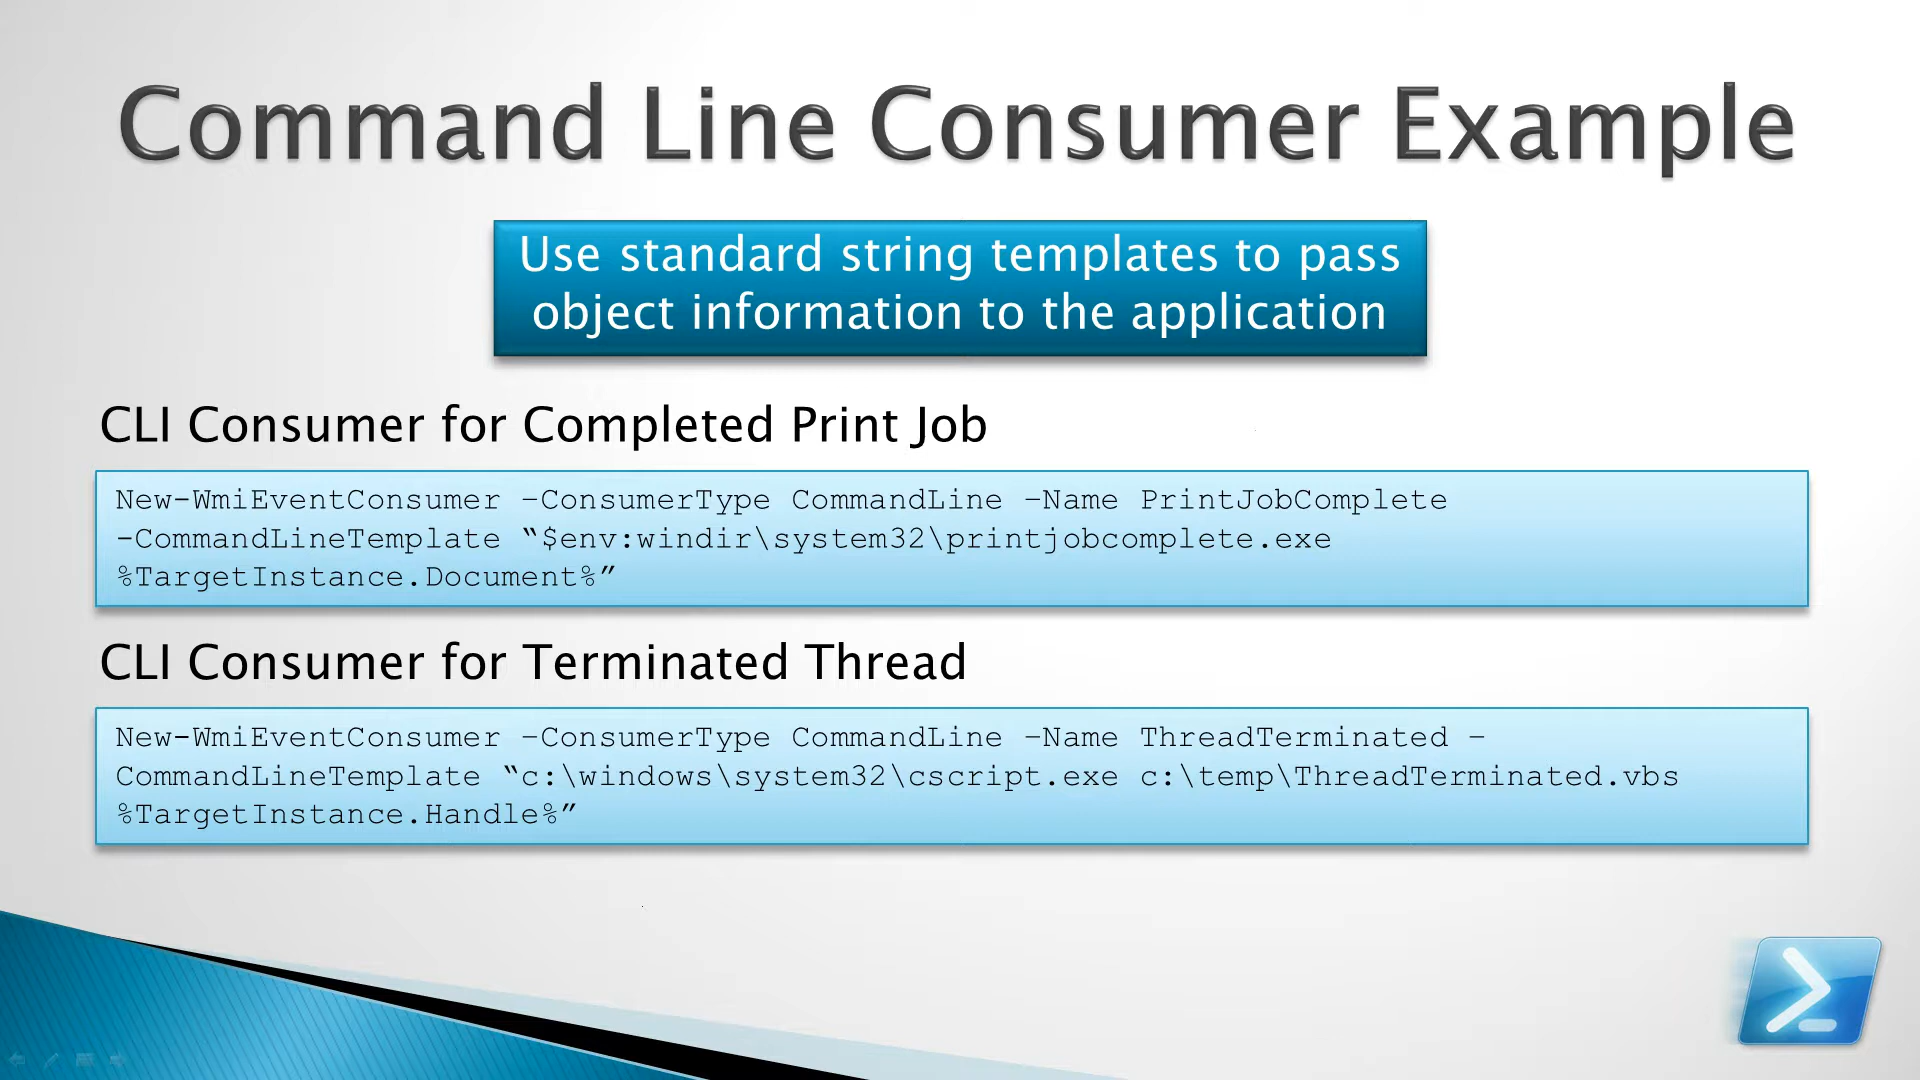 Command Line Consumer Example
Use standard string templates to pass
object information to the application
CLI Consumer for Completed Print Job
New-WmiEventConsumer –ConsumerType CommandLine –Name PrintJobComplete
-CommandLineTemplate “$env:windir\system32\printjobcomplete.exe
%TargetInstance.Document%”
CLI Consumer for Terminated Thread
New-WmiEventConsumer –ConsumerType CommandLine –Name ThreadTerminated –
CommandLineTemplate “c:\windows\system32\cscript.exe c:\temp\ThreadTerminated.vbs
%TargetInstance.Handle%”